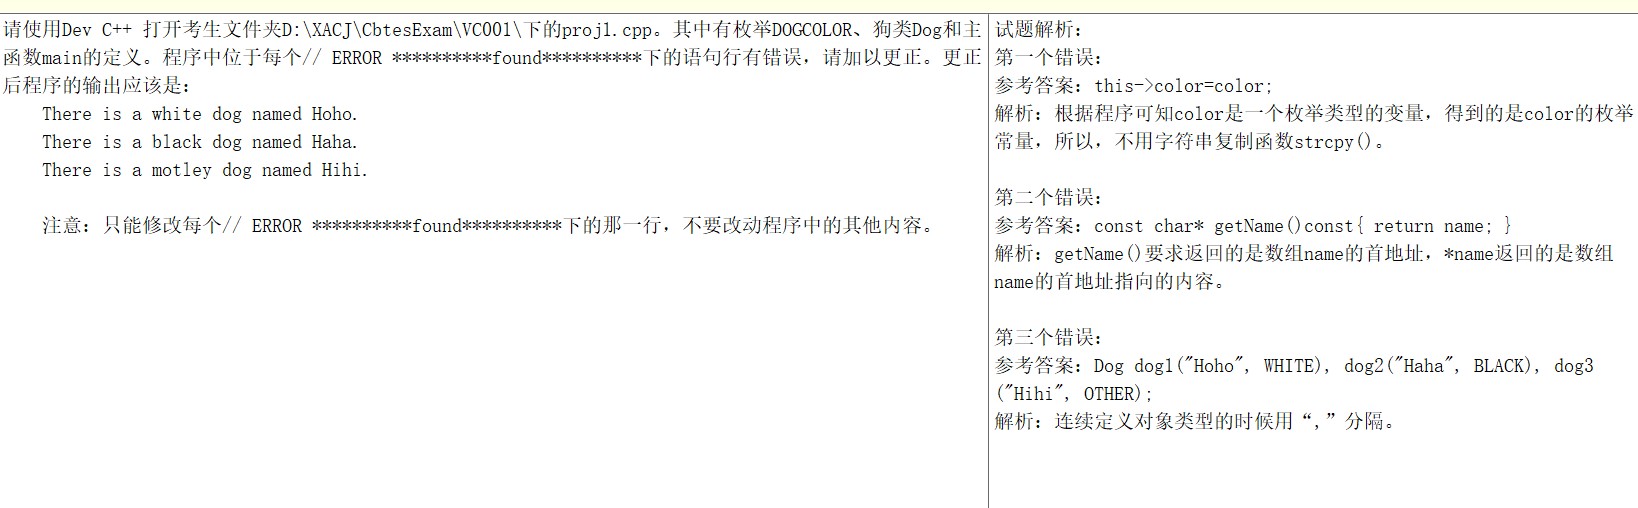 请使用Dev C++ 打开考生文件夹D:\XACJ\CbtesExam\VC001\下的proj1.cpp。其中有枚举DOGCOLOR、狗类Dog和主
函数main的定义。程序中位于每个// ERROR **********found**********下的语句行有错误，请加以更正。更正
后程序的输出应该是：
There is a white dog named Hoho.
There is a black dog named Haha.
There is a motley dog named Hihi.
注意：只能修改每个// ERROR **********found**********下的那一行，不要改动程序中的其他内容。
试题解析：
第一个错误：
参考答案：this->color=color;
解析：根据程序可知color是一个枚举类型的变量，得到的是color的枚举
常量，所以，不用字符串复制函数strcpy()。
第二个错误：
参考答案：const char* getName()const{ return name; }
解析：getName()要求返回的是数组name的首地址，*name返回的是数组
name的首地址指向的内容。
第三个错误：
参考答案：Dog dog1("Hoho", WHITE), dog2("Haha", BLACK), dog3
("Hihi", OTHER);
解析：连续定义对象类型的时候用“,”分隔。